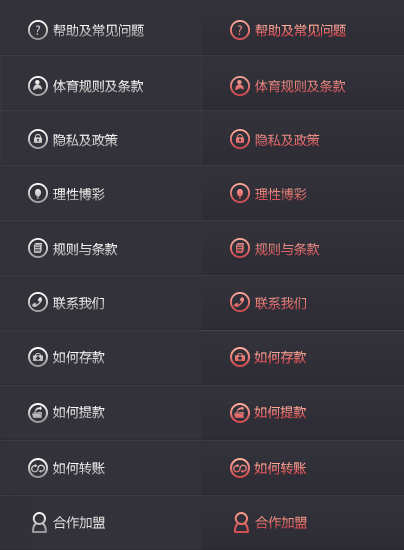 帮助及常见问题 帮助及常见问题
体育规则及条款 体育规则及条款
隐私及政策 隐私及政策
理性博彩 理性博彩
规则与条款 规则与条款
联系我们 联系我们
如何存款 如何存款
如何提款 如何提款
如何转账 如何转账
合作加盟 合作加盟